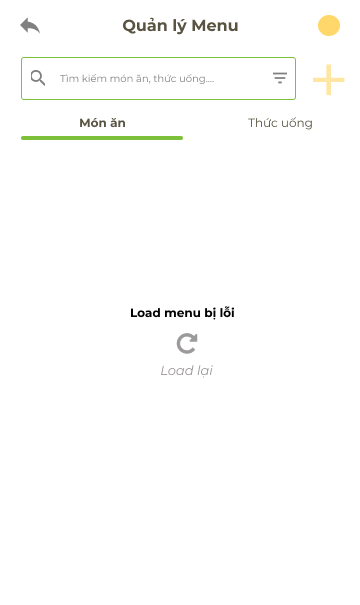 Quản lý Menu
Tìm kiếm món ăn, thức uống....
Món ăn
Thức uống
Load menu bị lỗi
Load lại